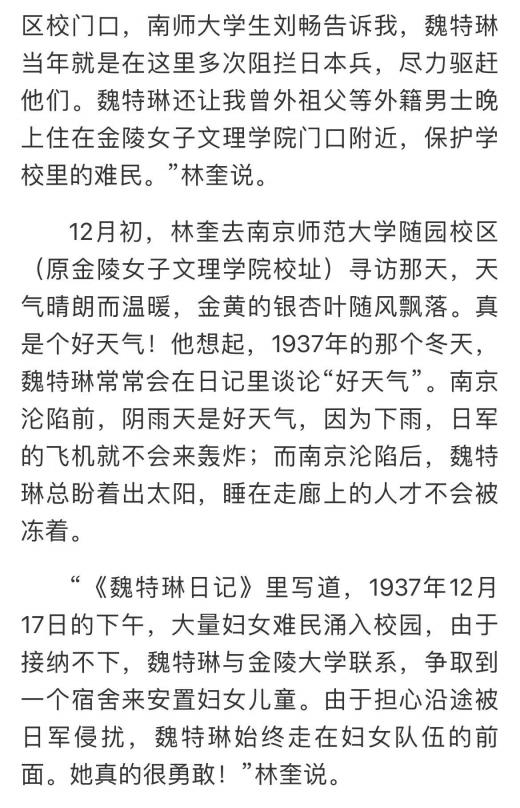 区校门口，南师大学生刘畅告诉我，魏特琳
当年就是在这里多次阻拦日本兵，尽力驱赶
他们。魏特琳还让我曾外祖父等外籍男士晚
上住在金陵女子文理学院门口附近，保护学
校里的难民。”林奎说。
12月初，林奎去南京师范大学随园校区
（原金陵女子文理学院校址）寻访那天，天
气晴朗而温暖，金黄的银杏叶随风飘落。真
是个好天气！他想起，1937年的那个冬天，
魏特琳常常会在日记里谈论“好天气”。南京
沦陷前，阴雨天是好天气，因为下雨，日军
的飞机就不会来轰炸；而南京沦陷后，魏特
琳总盼着出太阳，睡在走廊上的人才不会被
冻着。
“《魏特琳日记》里写道，1937年12月
17日的下午，大量妇女难民涌入校园，由于
接纳不下，魏特琳与金陵大学联系，争取到
一个宿舍来安置妇女儿童。由于担心沿途被
日军侵扰，魏特琳始终走在妇女队伍的前
面。她真的很勇敢！”林奎说。